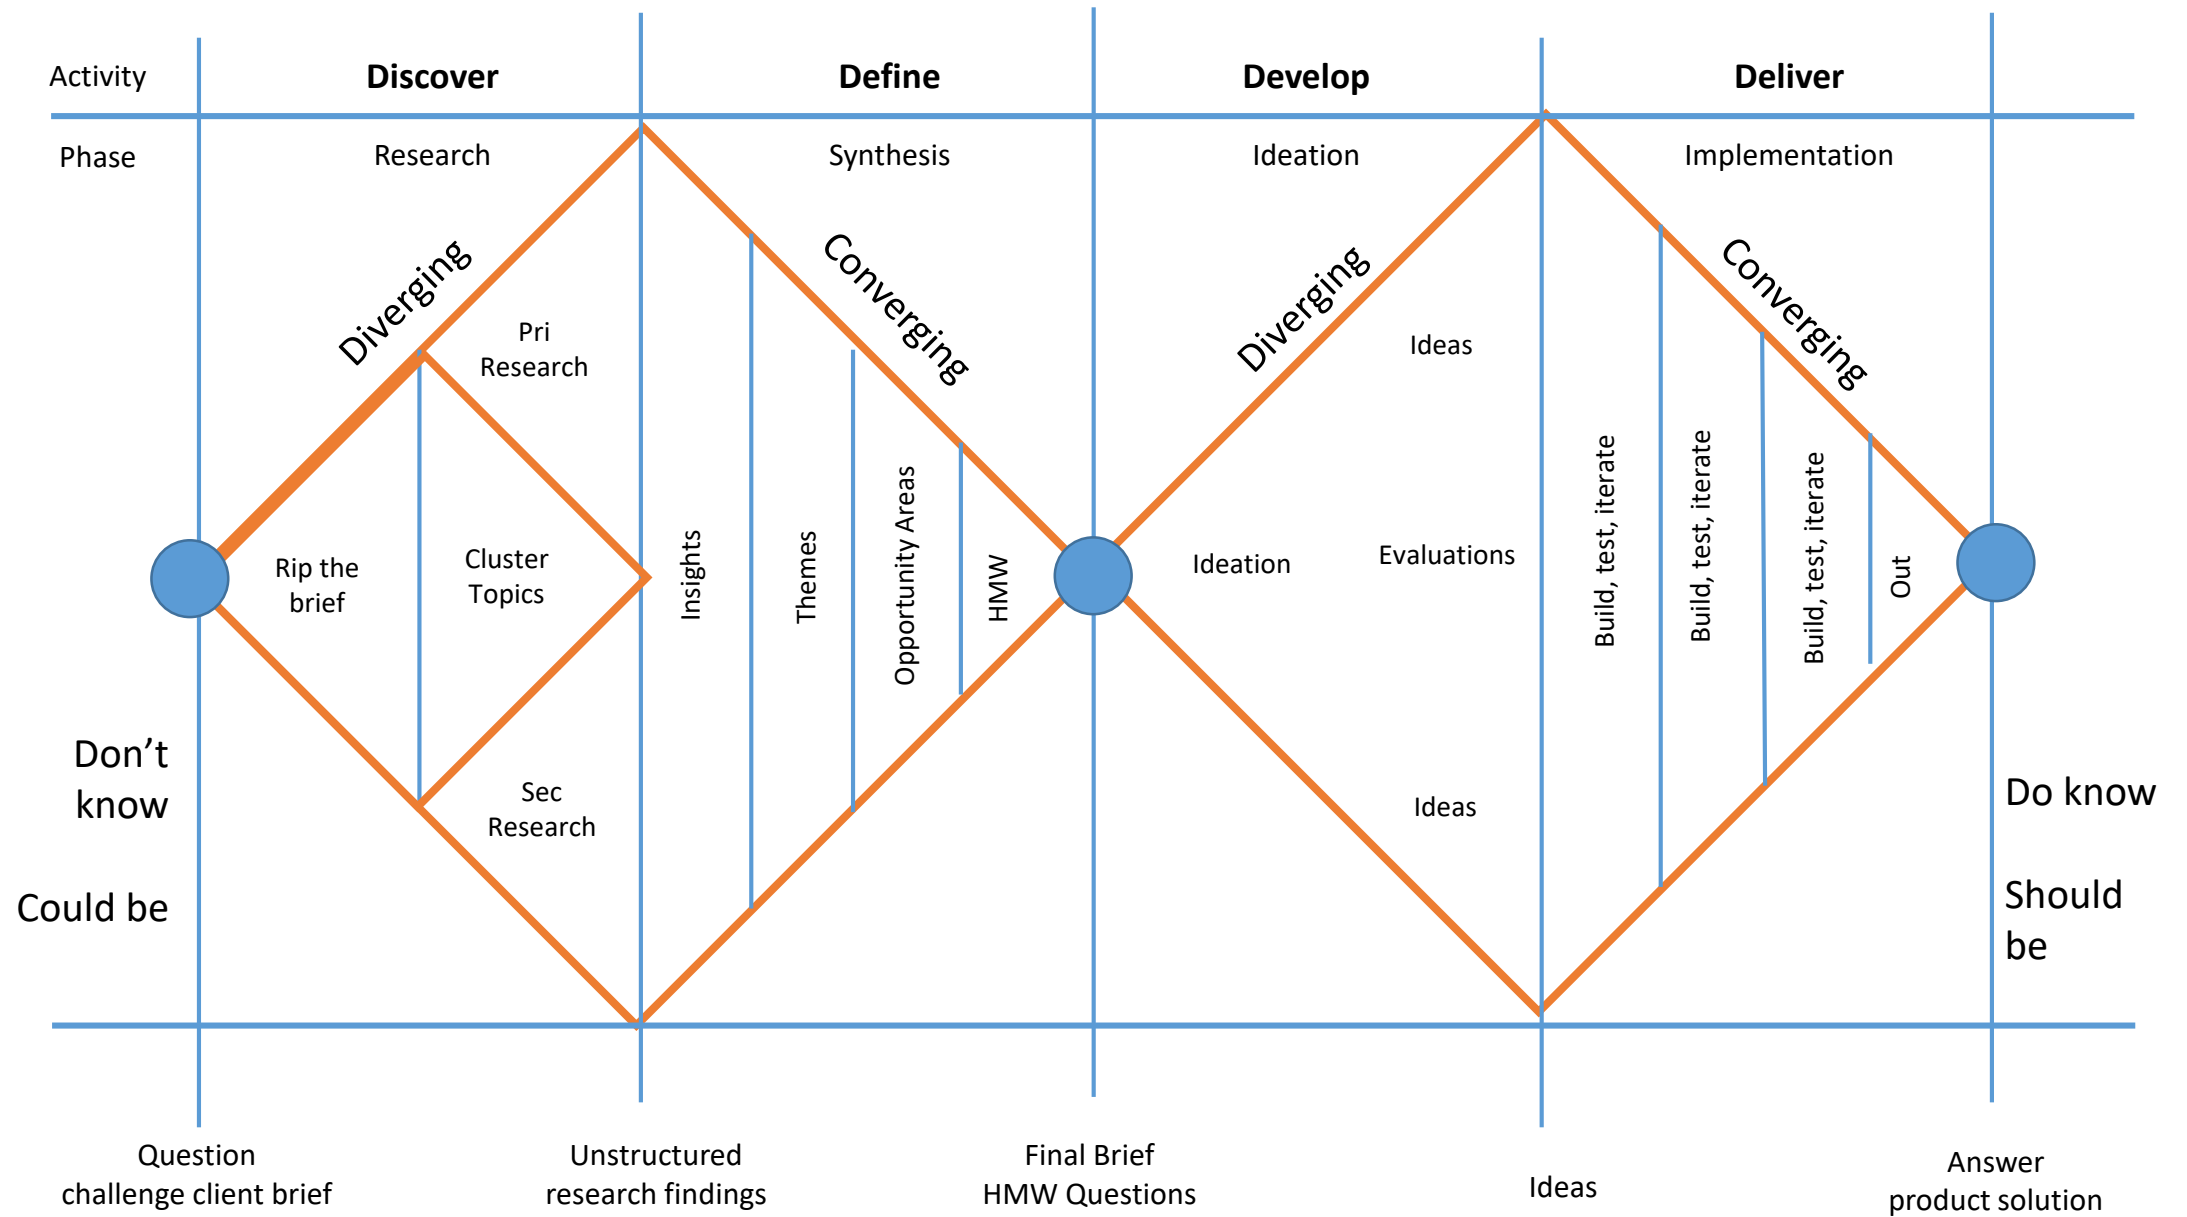 Activity
Discover
Define
Develop
Deliver
Phase
Research
Synthesis
Ideation
Implementation
Diverging
Converging
Diverging
Converging
Pri
Research
Rip the
brief
Cluster
Topics
Sec
Research
Insights
Themes
Opportunity Areas
HMW
Ideas
Ideation
Evaluations
Ideas
Build, test, iterate
Build, test, iterate
Build, test, iterate
Out
Don’t
know
Could be
Do know
Should
be
Question
challenge client brief
Unstructured
research findings
Final Brief
HMW Questions
Ideas
Answer
product solution